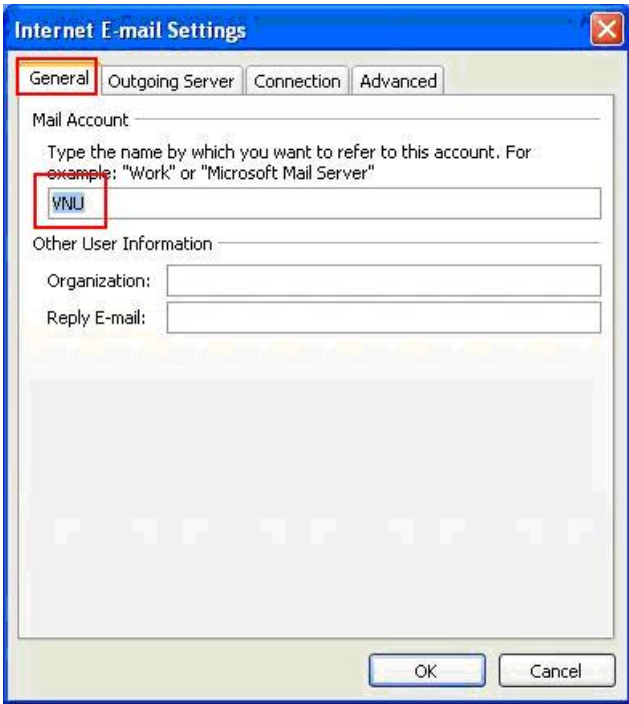 Internet E-mail Settings
General Outgoing Server Connection Advanced
Mail Account
Type the name by which you want to refer to this account. For
example: "Work" or "Microsoft Mail Server"
VNU
Other User Information
Organization:
Reply E-mail:
OK Cancel